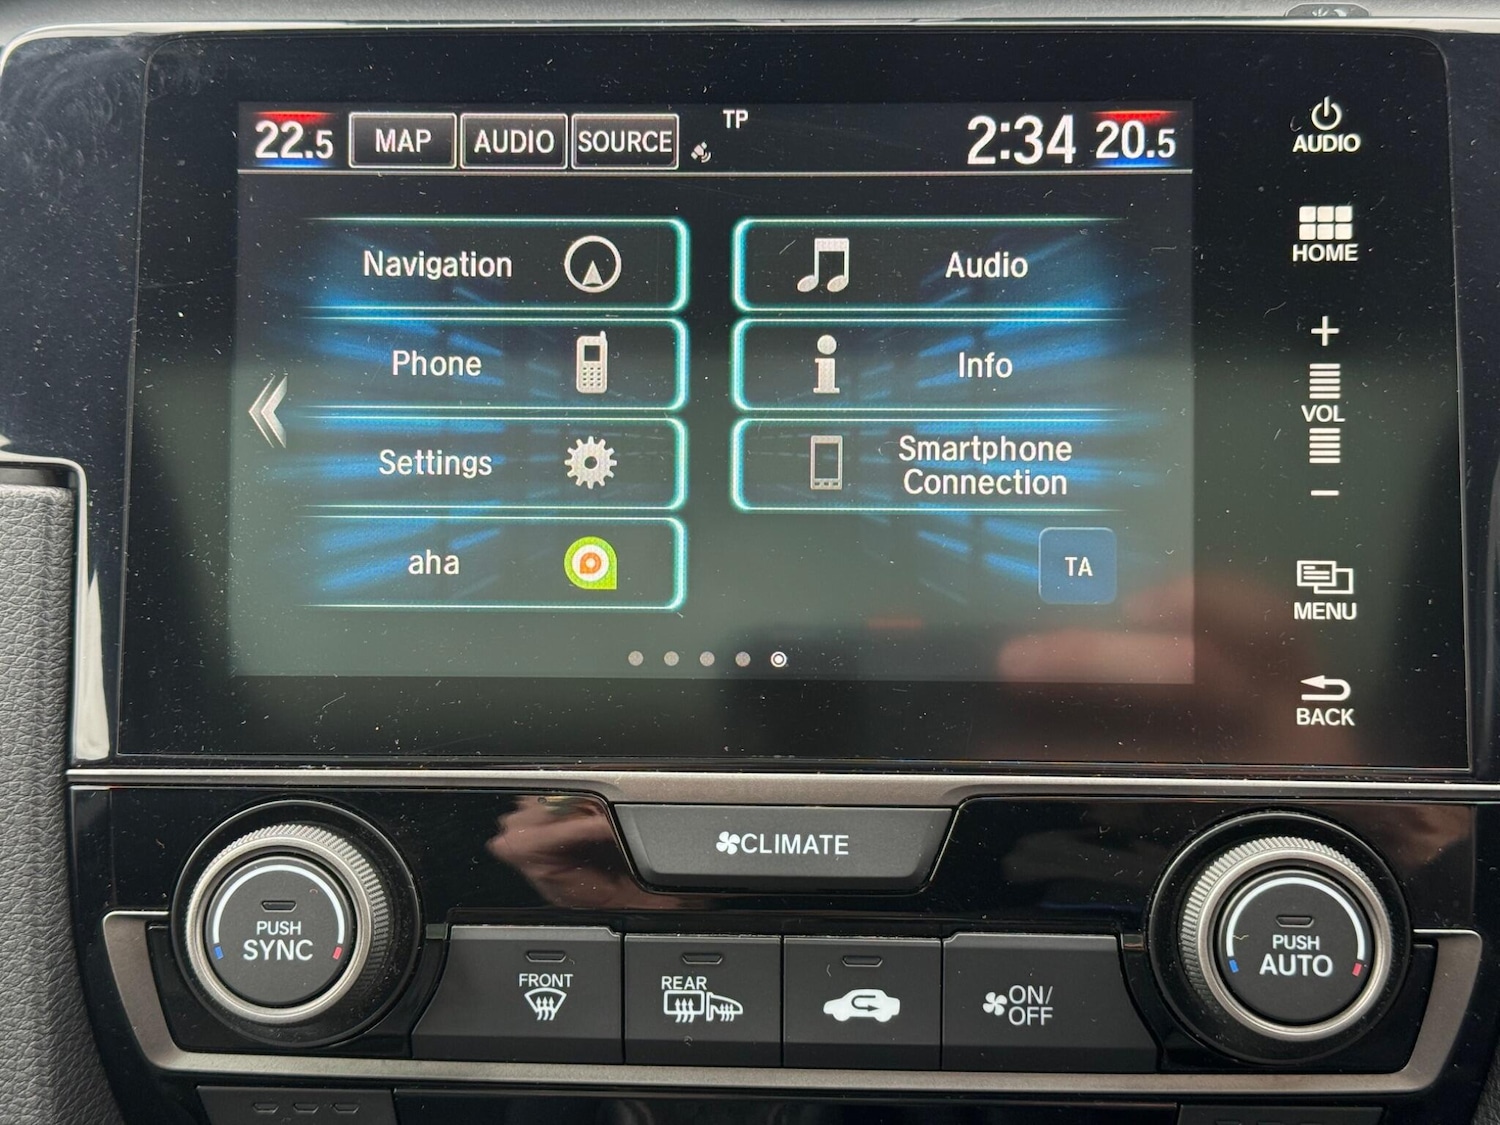 22.5 MAP AUDIO SOURCE TP 2:34 20.5
Navigation
Audio
Phone
Info
Settings
Smartphone
Connection
aha
TA
AUDIO
HOME
+
VOL
−
MENU
BACK
CLIMATE
PUSH
SYNC
FRONT
REAR
ON/
OFF
PUSH
AUTO